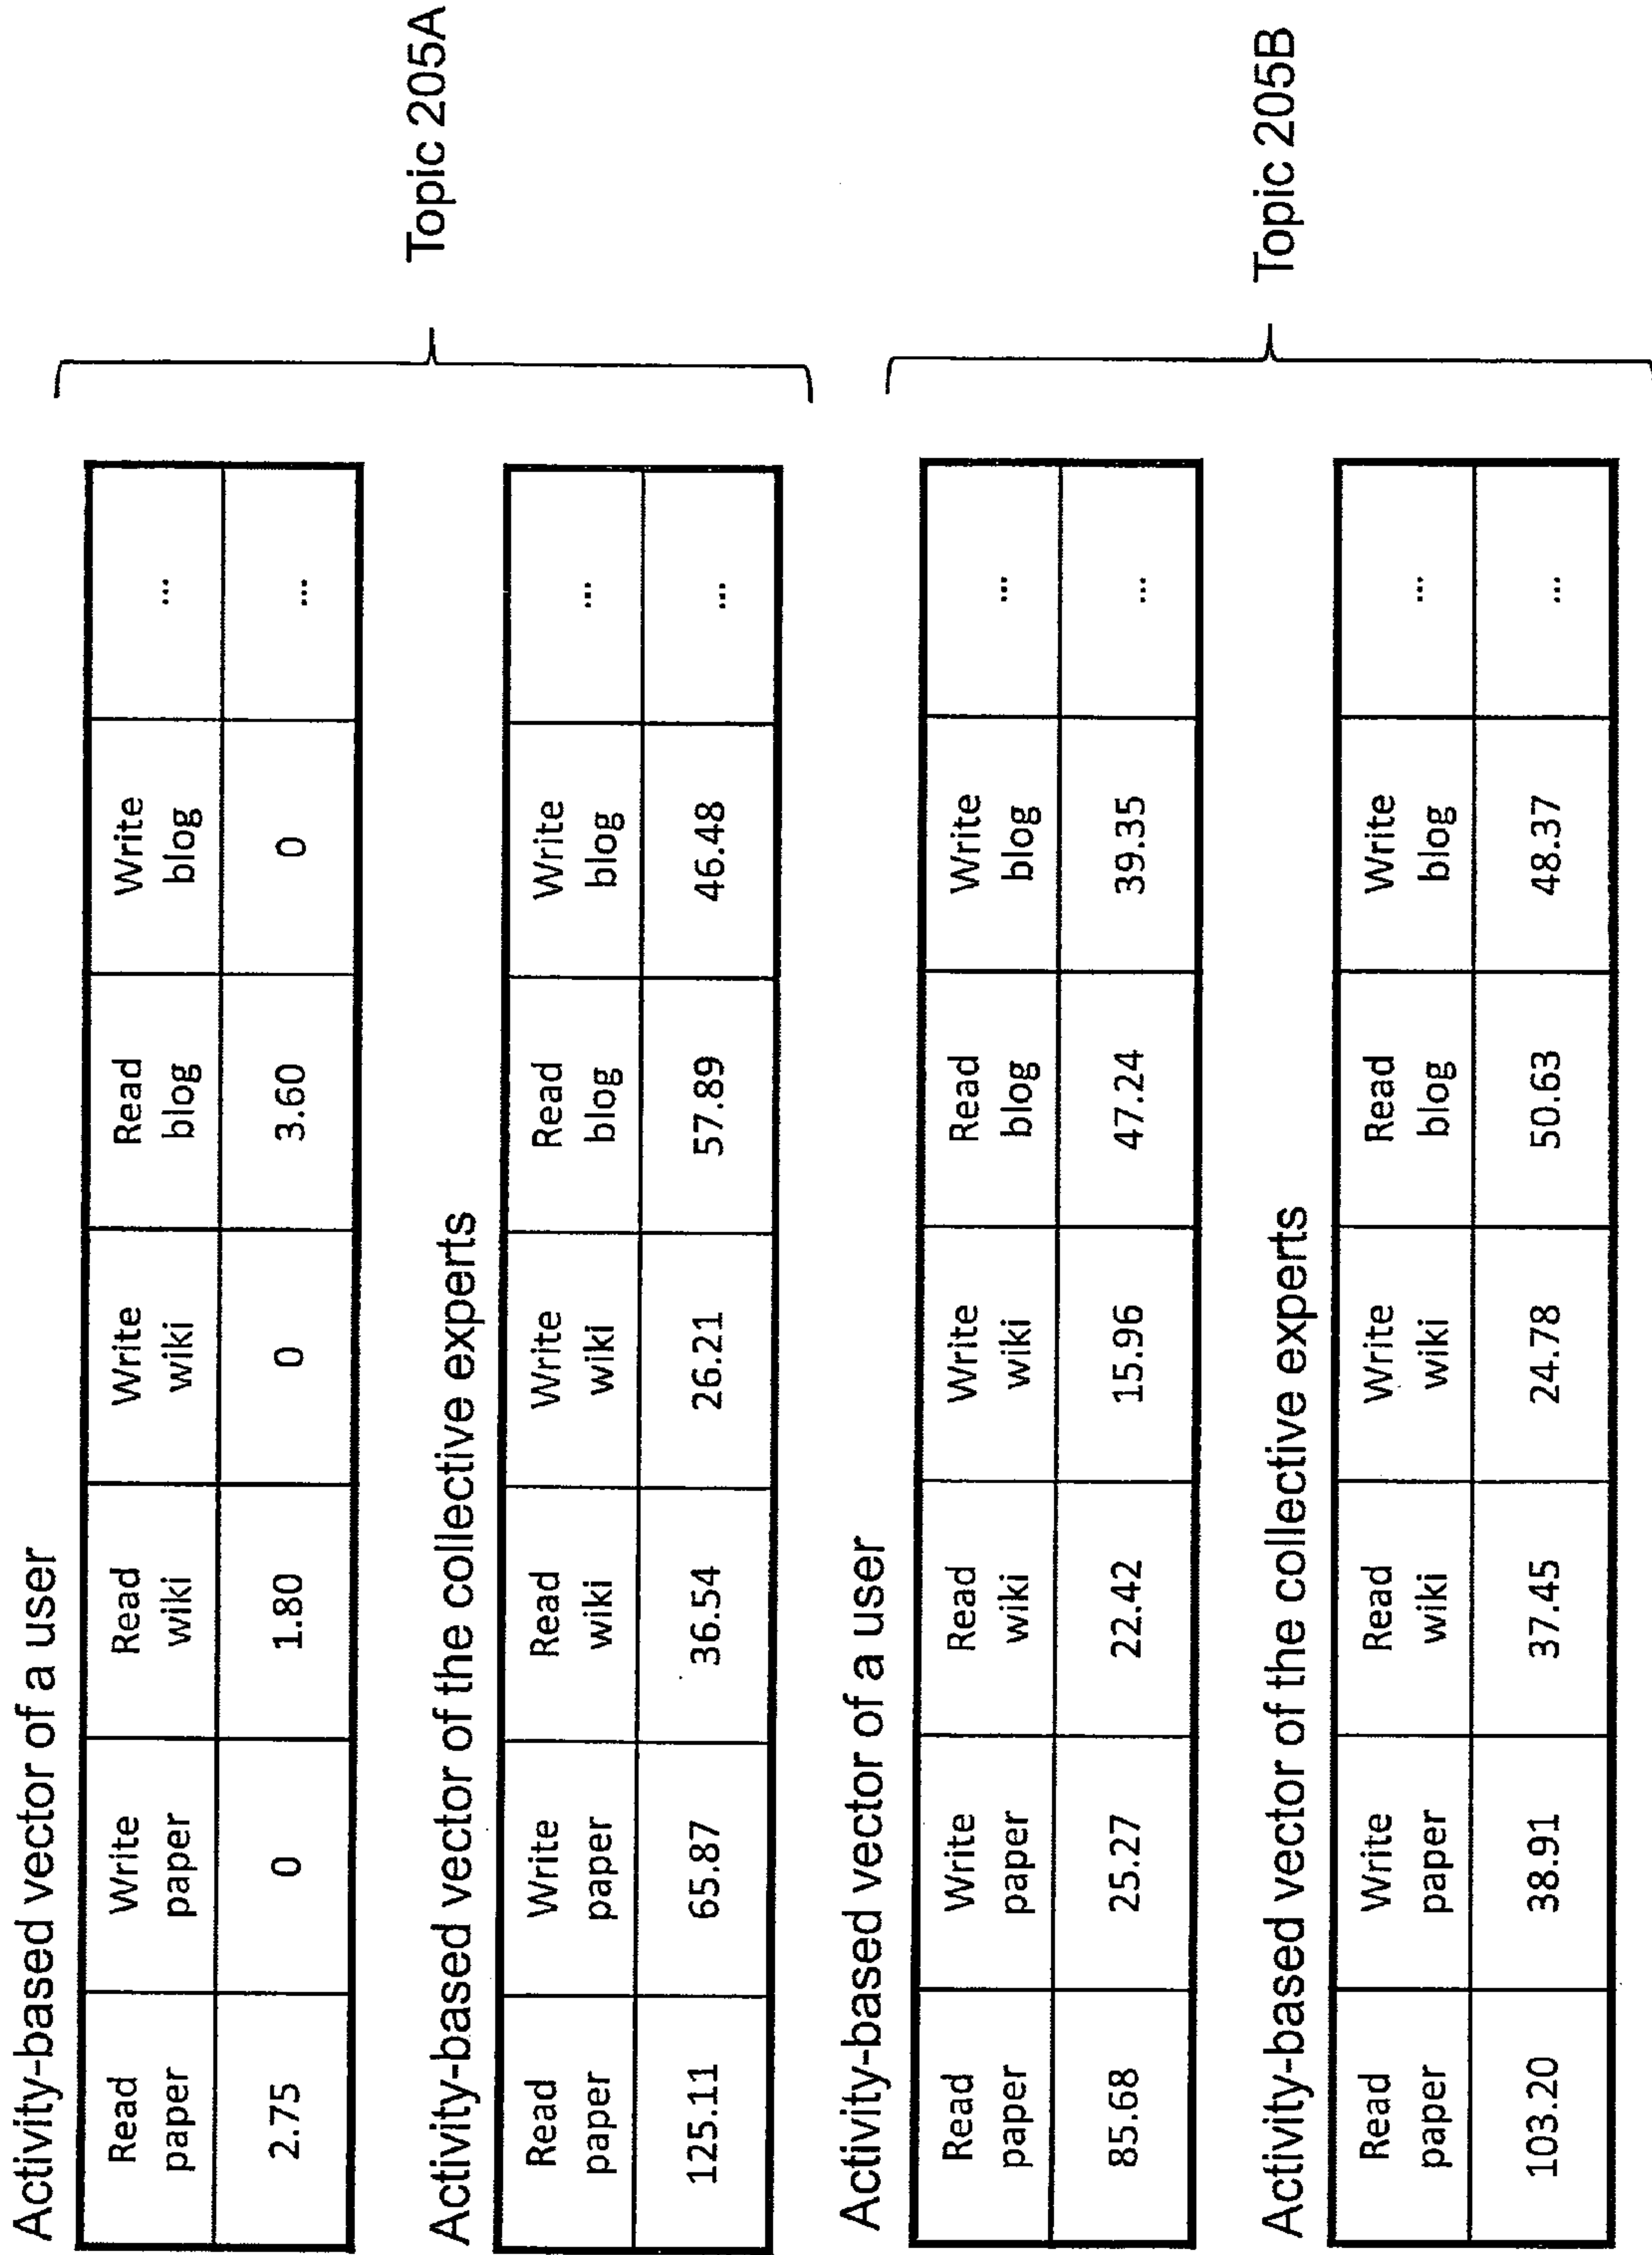 Activity-based vector of a user
Read paper Write paper Read wiki Write wiki Read blog Write blog ...
2.75 0 1.80 0 3.60 0 ...
Activity-based vector of the collective experts
Read paper Write paper Read wiki Write wiki Read blog Write blog ...
125.11 65.87 36.54 26.21 57.89 46.48 ...
Topic 205A
Activity-based vector of a user
Read paper Write paper Read wiki Write wiki Read blog Write blog ...
85.68 25.27 22.42 15.96 47.24 39.35 ...
Activity-based vector of the collective experts
Read paper Write paper Read wiki Write wiki Read blog Write blog ...
103.20 38.91 37.45 24.78 50.63 48.37 ...
Topic 205B